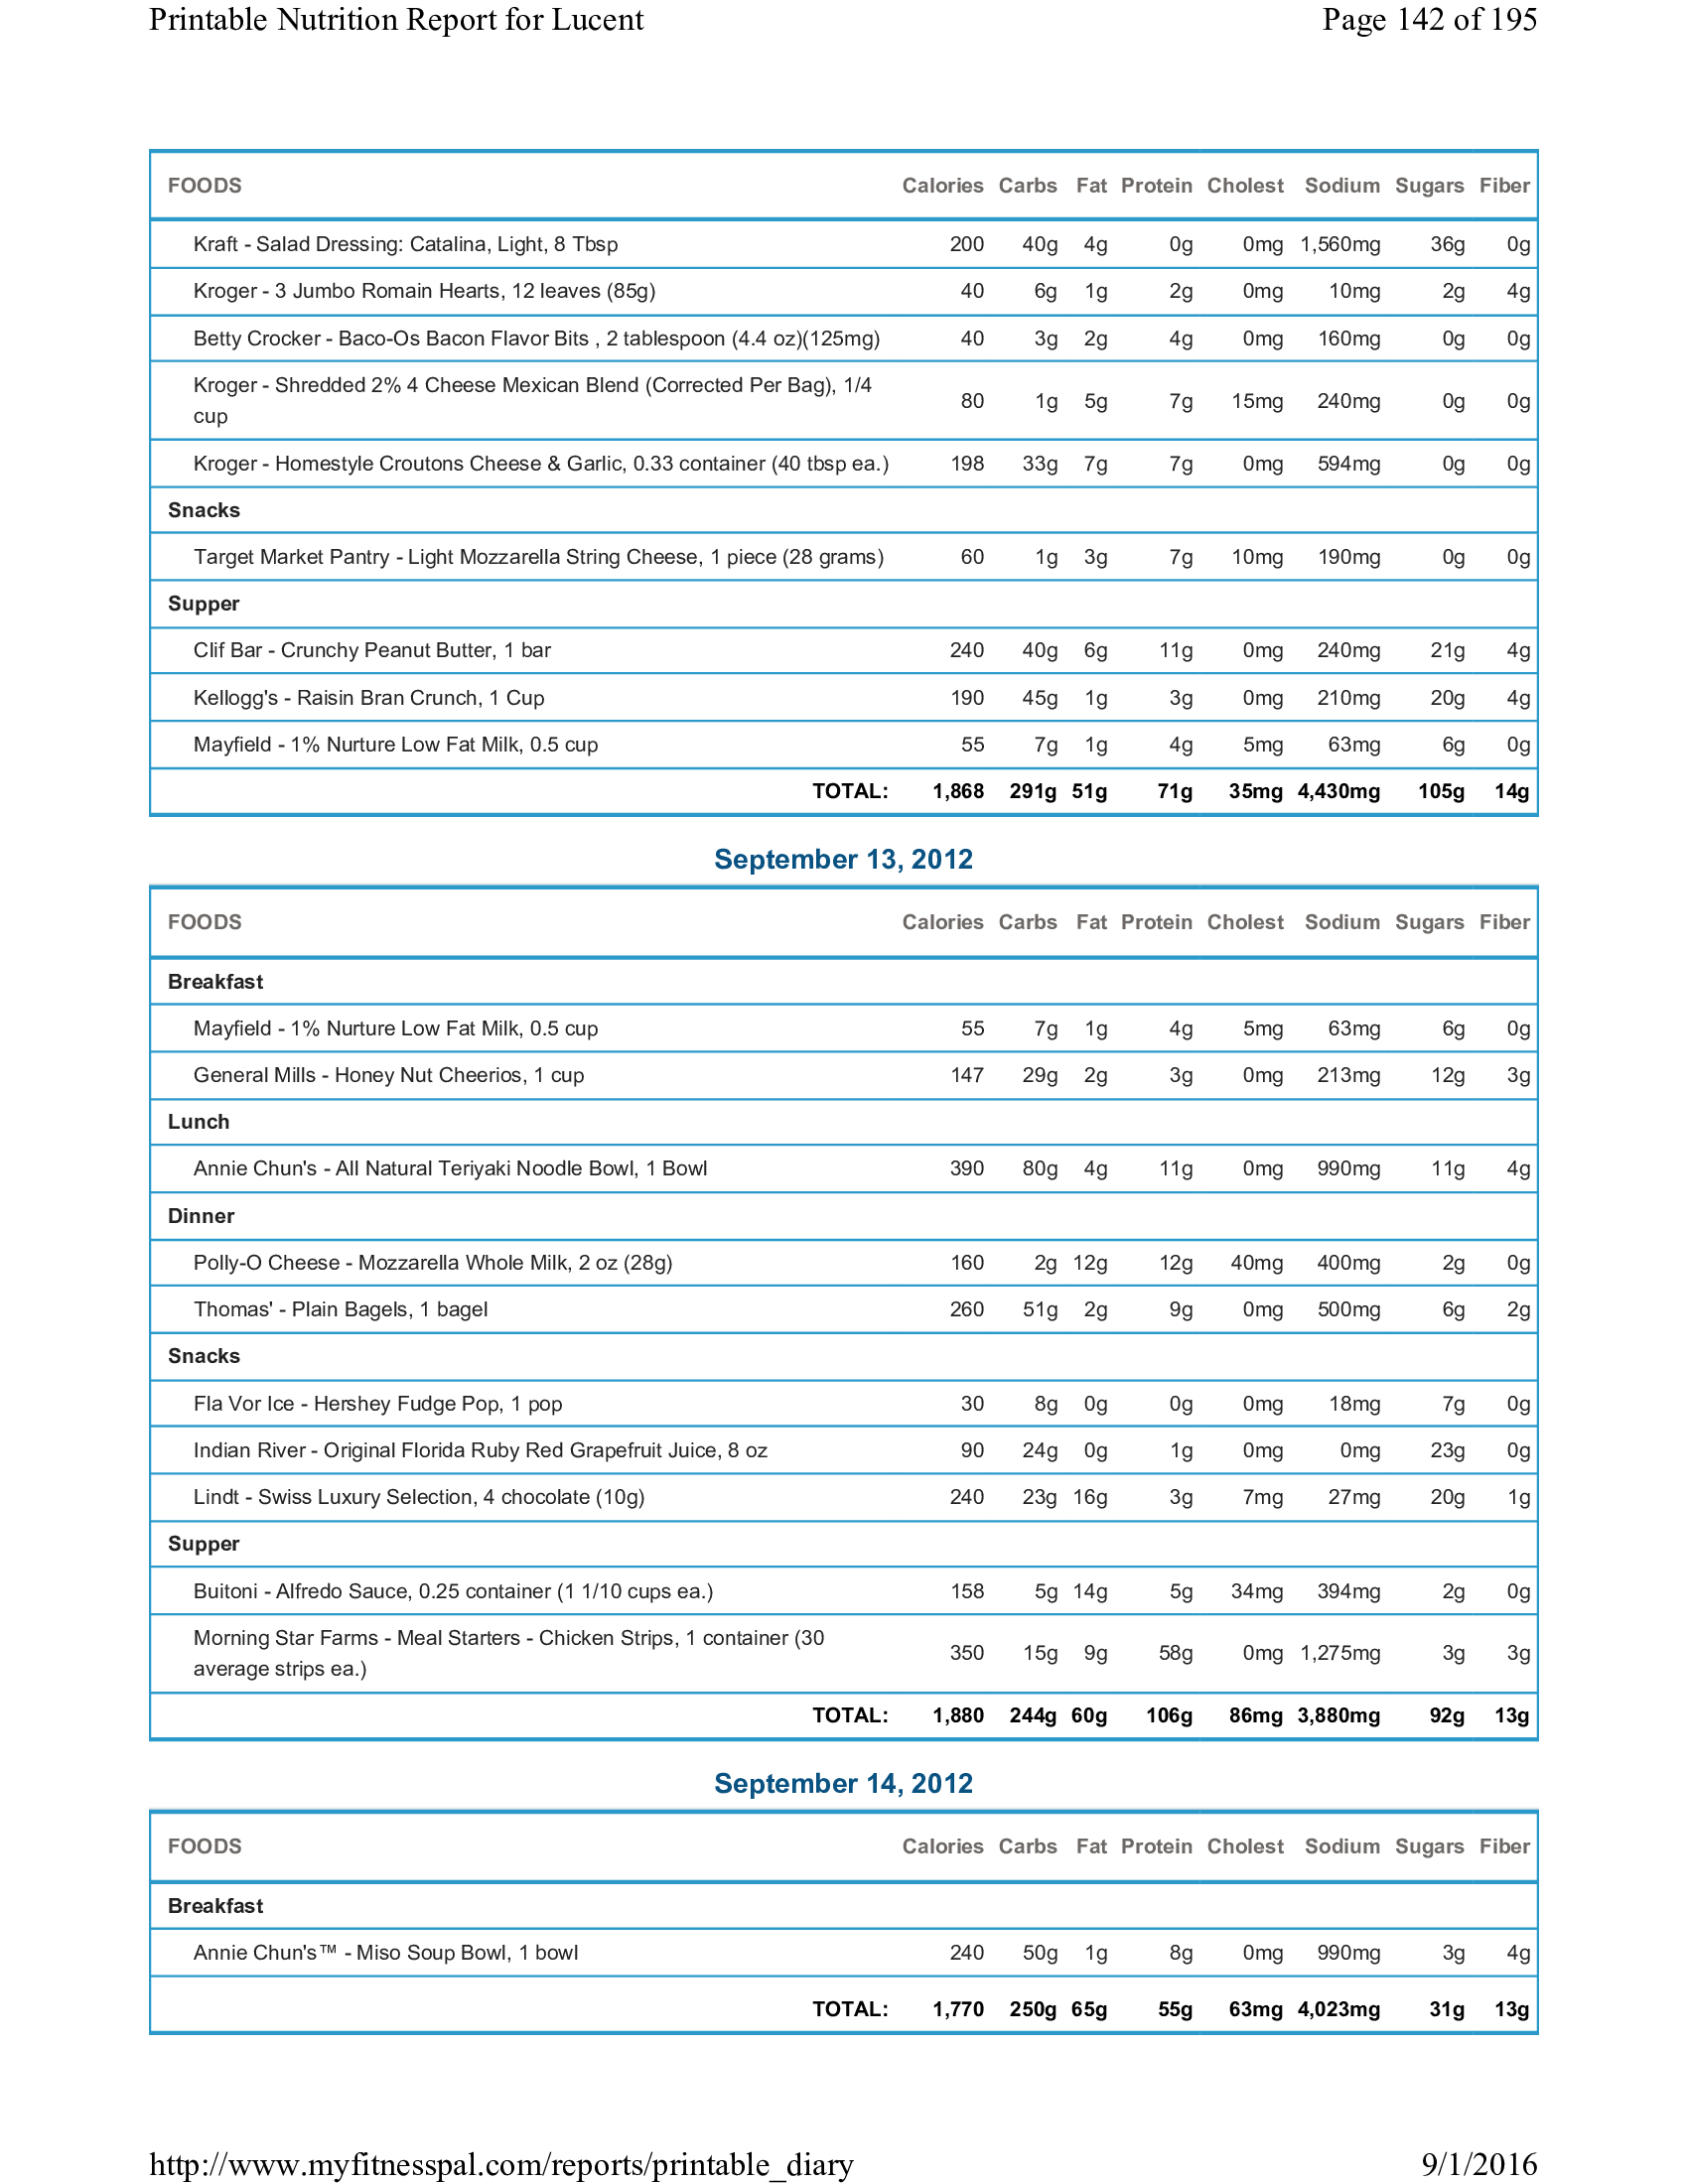 Printable Nutrition Report for Lucent Page 142 of 195
FOODS Calories Carbs Fat Protein Cholest Sodium Sugars Fiber
Kraft - Salad Dressing: Catalina, Light, 8 Tbsp 200 40g 4g 0g 0mg 1,560mg 36g 0g
Kroger - 3 Jumbo Romain Hearts, 12 leaves (85g) 40 6g 1g 2g 0mg 10mg 2g 4g
Betty Crocker - Baco-Os Bacon Flavor Bits , 2 tablespoon (4.4 oz)(125mg) 40 3g 2g 4g 0mg 160mg 0g 0g
Kroger - Shredded 2% 4 Cheese Mexican Blend (Corrected Per Bag), 1/4
cup 80 1g 5g 7g 15mg 240mg 0g 0g
Kroger - Homestyle Croutons Cheese & Garlic, 0.33 container (40 tbsp ea.) 198 33g 7g 7g 0mg 594mg 0g 0g
Snacks
Target Market Pantry - Light Mozzarella String Cheese, 1 piece (28 grams) 60 1g 3g 7g 10mg 190mg 0g 0g
Supper
Clif Bar - Crunchy Peanut Butter, 1 bar 240 40g 6g 11g 0mg 240mg 21g 4g
Kellogg's - Raisin Bran Crunch, 1 Cup 190 45g 1g 3g 0mg 210mg 20g 4g
Mayfield - 1% Nurture Low Fat Milk, 0.5 cup 55 7g 1g 4g 5mg 63mg 6g 0g
TOTAL: 1,868 291g 51g 71g 35mg 4,430mg 105g 14g
September 13, 2012
FOODS Calories Carbs Fat Protein Cholest Sodium Sugars Fiber
Breakfast
Mayfield - 1% Nurture Low Fat Milk, 0.5 cup 55 7g 1g 4g 5mg 63mg 6g 0g
General Mills - Honey Nut Cheerios, 1 cup 147 29g 2g 3g 0mg 213mg 12g 3g
Lunch
Annie Chun's - All Natural Teriyaki Noodle Bowl, 1 Bowl 390 80g 4g 11g 0mg 990mg 11g 4g
Dinner
Polly-O Cheese - Mozzarella Whole Milk, 2 oz (28g) 160 2g 12g 12g 40mg 400mg 2g 0g
Thomas' - Plain Bagels, 1 bagel 260 51g 2g 9g 0mg 500mg 6g 2g
Snacks
Fla Vor Ice - Hershey Fudge Pop, 1 pop 30 8g 0g 0g 0mg 18mg 7g 0g
Indian River - Original Florida Ruby Red Grapefruit Juice, 8 oz 90 24g 0g 1g 0mg 0mg 23g 0g
Lindt - Swiss Luxury Selection, 4 chocolate (10g) 240 23g 16g 3g 7mg 27mg 20g 1g
Supper
Buitoni - Alfredo Sauce, 0.25 container (1 1/10 cups ea.) 158 5g 14g 5g 34mg 394mg 2g 0g
Morning Star Farms - Meal Starters - Chicken Strips, 1 container (30
average strips ea.) 350 15g 9g 58g 0mg 1,275mg 3g 3g
TOTAL: 1,880 244g 60g 106g 86mg 3,880mg 92g 13g
September 14, 2012
FOODS Calories Carbs Fat Protein Cholest Sodium Sugars Fiber
Breakfast
Annie Chun's™ - Miso Soup Bowl, 1 bowl 240 50g 1g 8g 0mg 990mg 3g 4g
TOTAL: 1,770 250g 65g 55g 63mg 4,023mg 31g 13g
http://www.myfitnesspal.com/reports/printable_diary 9/1/2016